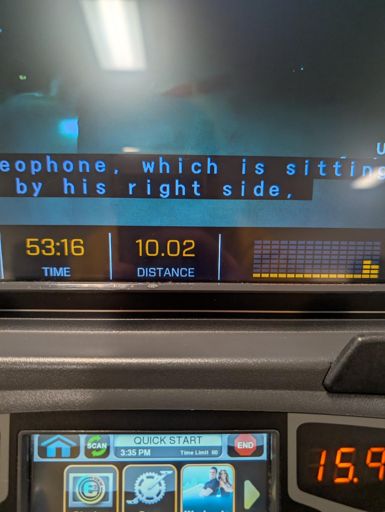 eophone, which is sitting
by his right side,
53:16
TIME
10.02
DISTANCE
SCAN
QUICK START
3:35 PM
Time Limit 60
END
15.9